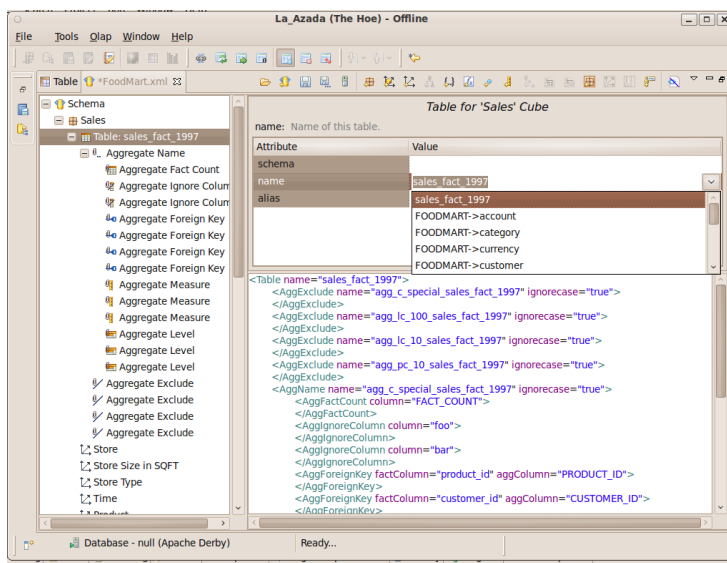 La_Azada (The Hoe) - Offline
File Tools Olap Window Help
Table *FoodMart.xml
Schema
Sales
Table: sales_fact_1997
Aggregate Name
Aggregate Fact Count
Aggregate Ignore Colum
Aggregate Ignore Colum
Aggregate Foreign Key
Aggregate Foreign Key
Aggregate Foreign Key
Aggregate Foreign Key
Aggregate Measure
Aggregate Measure
Aggregate Measure
Aggregate Level
Aggregate Level
Aggregate Level
Aggregate Exclude
Aggregate Exclude
Aggregate Exclude
Aggregate Exclude
Store
Store Size in SQFT
Store Type
Time
Product
Table for 'Sales' Cube
name: Name of this table.
Attribute Value
schema
name sales_fact_1997
alias
sales_fact_1997
FOODMART->account
FOODMART->category
FOODMART->currency
FOODMART->customer
<Table name="sales_fact_1997">
<AggExclude name="agg_c_special_sales_fact_1997" ignorecase="true">
</AggExclude>
<AggExclude name="agg_lc_100_sales_fact_1997" ignorecase="true">
</AggExclude>
<AggExclude name="agg_lc_10_sales_fact_1997" ignorecase="true">
</AggExclude>
<AggExclude name="agg_pc_10_sales_fact_1997" ignorecase="true">
</AggExclude>
<AggName name="agg_c_special_sales_fact_1997" ignorecase="true">
<AggFactCount column="FACT_COUNT">
</AggFactCount>
<AggIgnoreColumn column="foo">
</AggIgnoreColumn>
<AggIgnoreColumn column="bar">
</AggIgnoreColumn>
<AggForeignKey factColumn="product_id" aggColumn="PRODUCT_ID">
</AggForeignKey>
<AggForeignKey factColumn="customer_id" aggColumn="CUSTOMER_ID">
</AggForeignKey>
Database - null (Apache Derby) Ready...